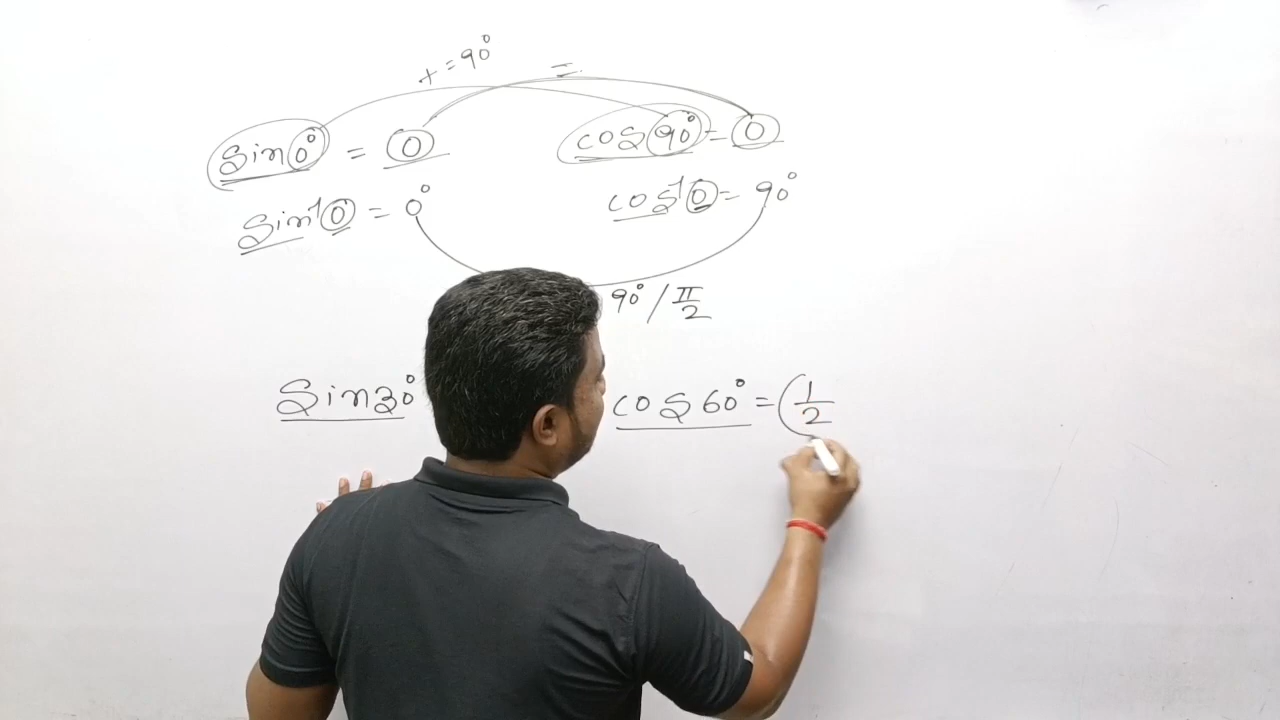 + = 90° =
sin 0° = 0 cos 90° = 0
sin⁻¹ 0 = 0° cos⁻¹ 0 = 90°
90° / π/2
sin 30° cos 60° = 1/2